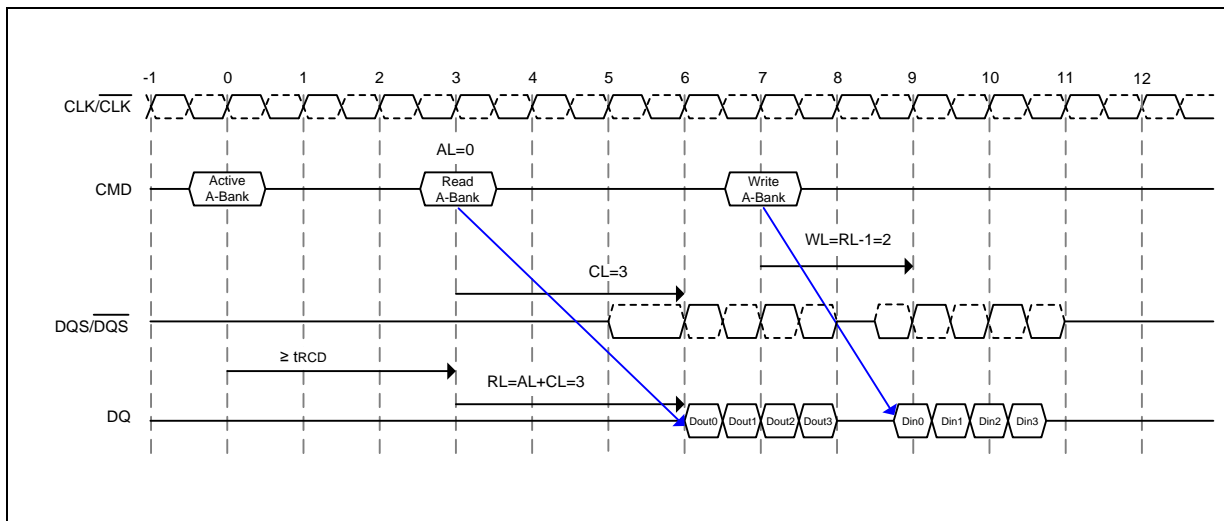 -1 0 1 2 3 4 5 6 7 8 9 10 11 12
CLK/CLK
AL=0
CMD
Active
A-Bank
Read
A-Bank
Write
A-Bank
WL=RL-1=2
CL=3
DQS/DQS
≥ tRCD
RL=AL+CL=3
DQ
Dout0 Dout1 Dout2 Dout3 Din0 Din1 Din2 Din3